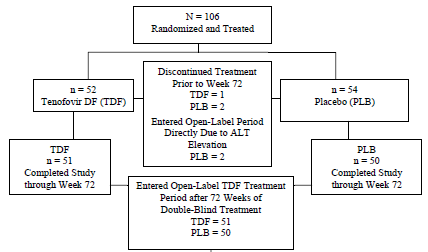 N = 106
Randomized and Treated
n = 52
Tenofovir DF (TDF)
Discontinued Treatment
Prior to Week 72
TDF = 1
PLB = 2
Entered Open-Label Period
Directly Due to ALT
Elevation
PLB = 2
n = 54
Placebo (PLB)
TDF
n = 51
Completed Study
through Week 72
PLB
n = 50
Completed Study
through Week 72
Entered Open-Label TDF Treatment
Period after 72 Weeks of
Double-Blind Treatment
TDF = 51
PLB = 50